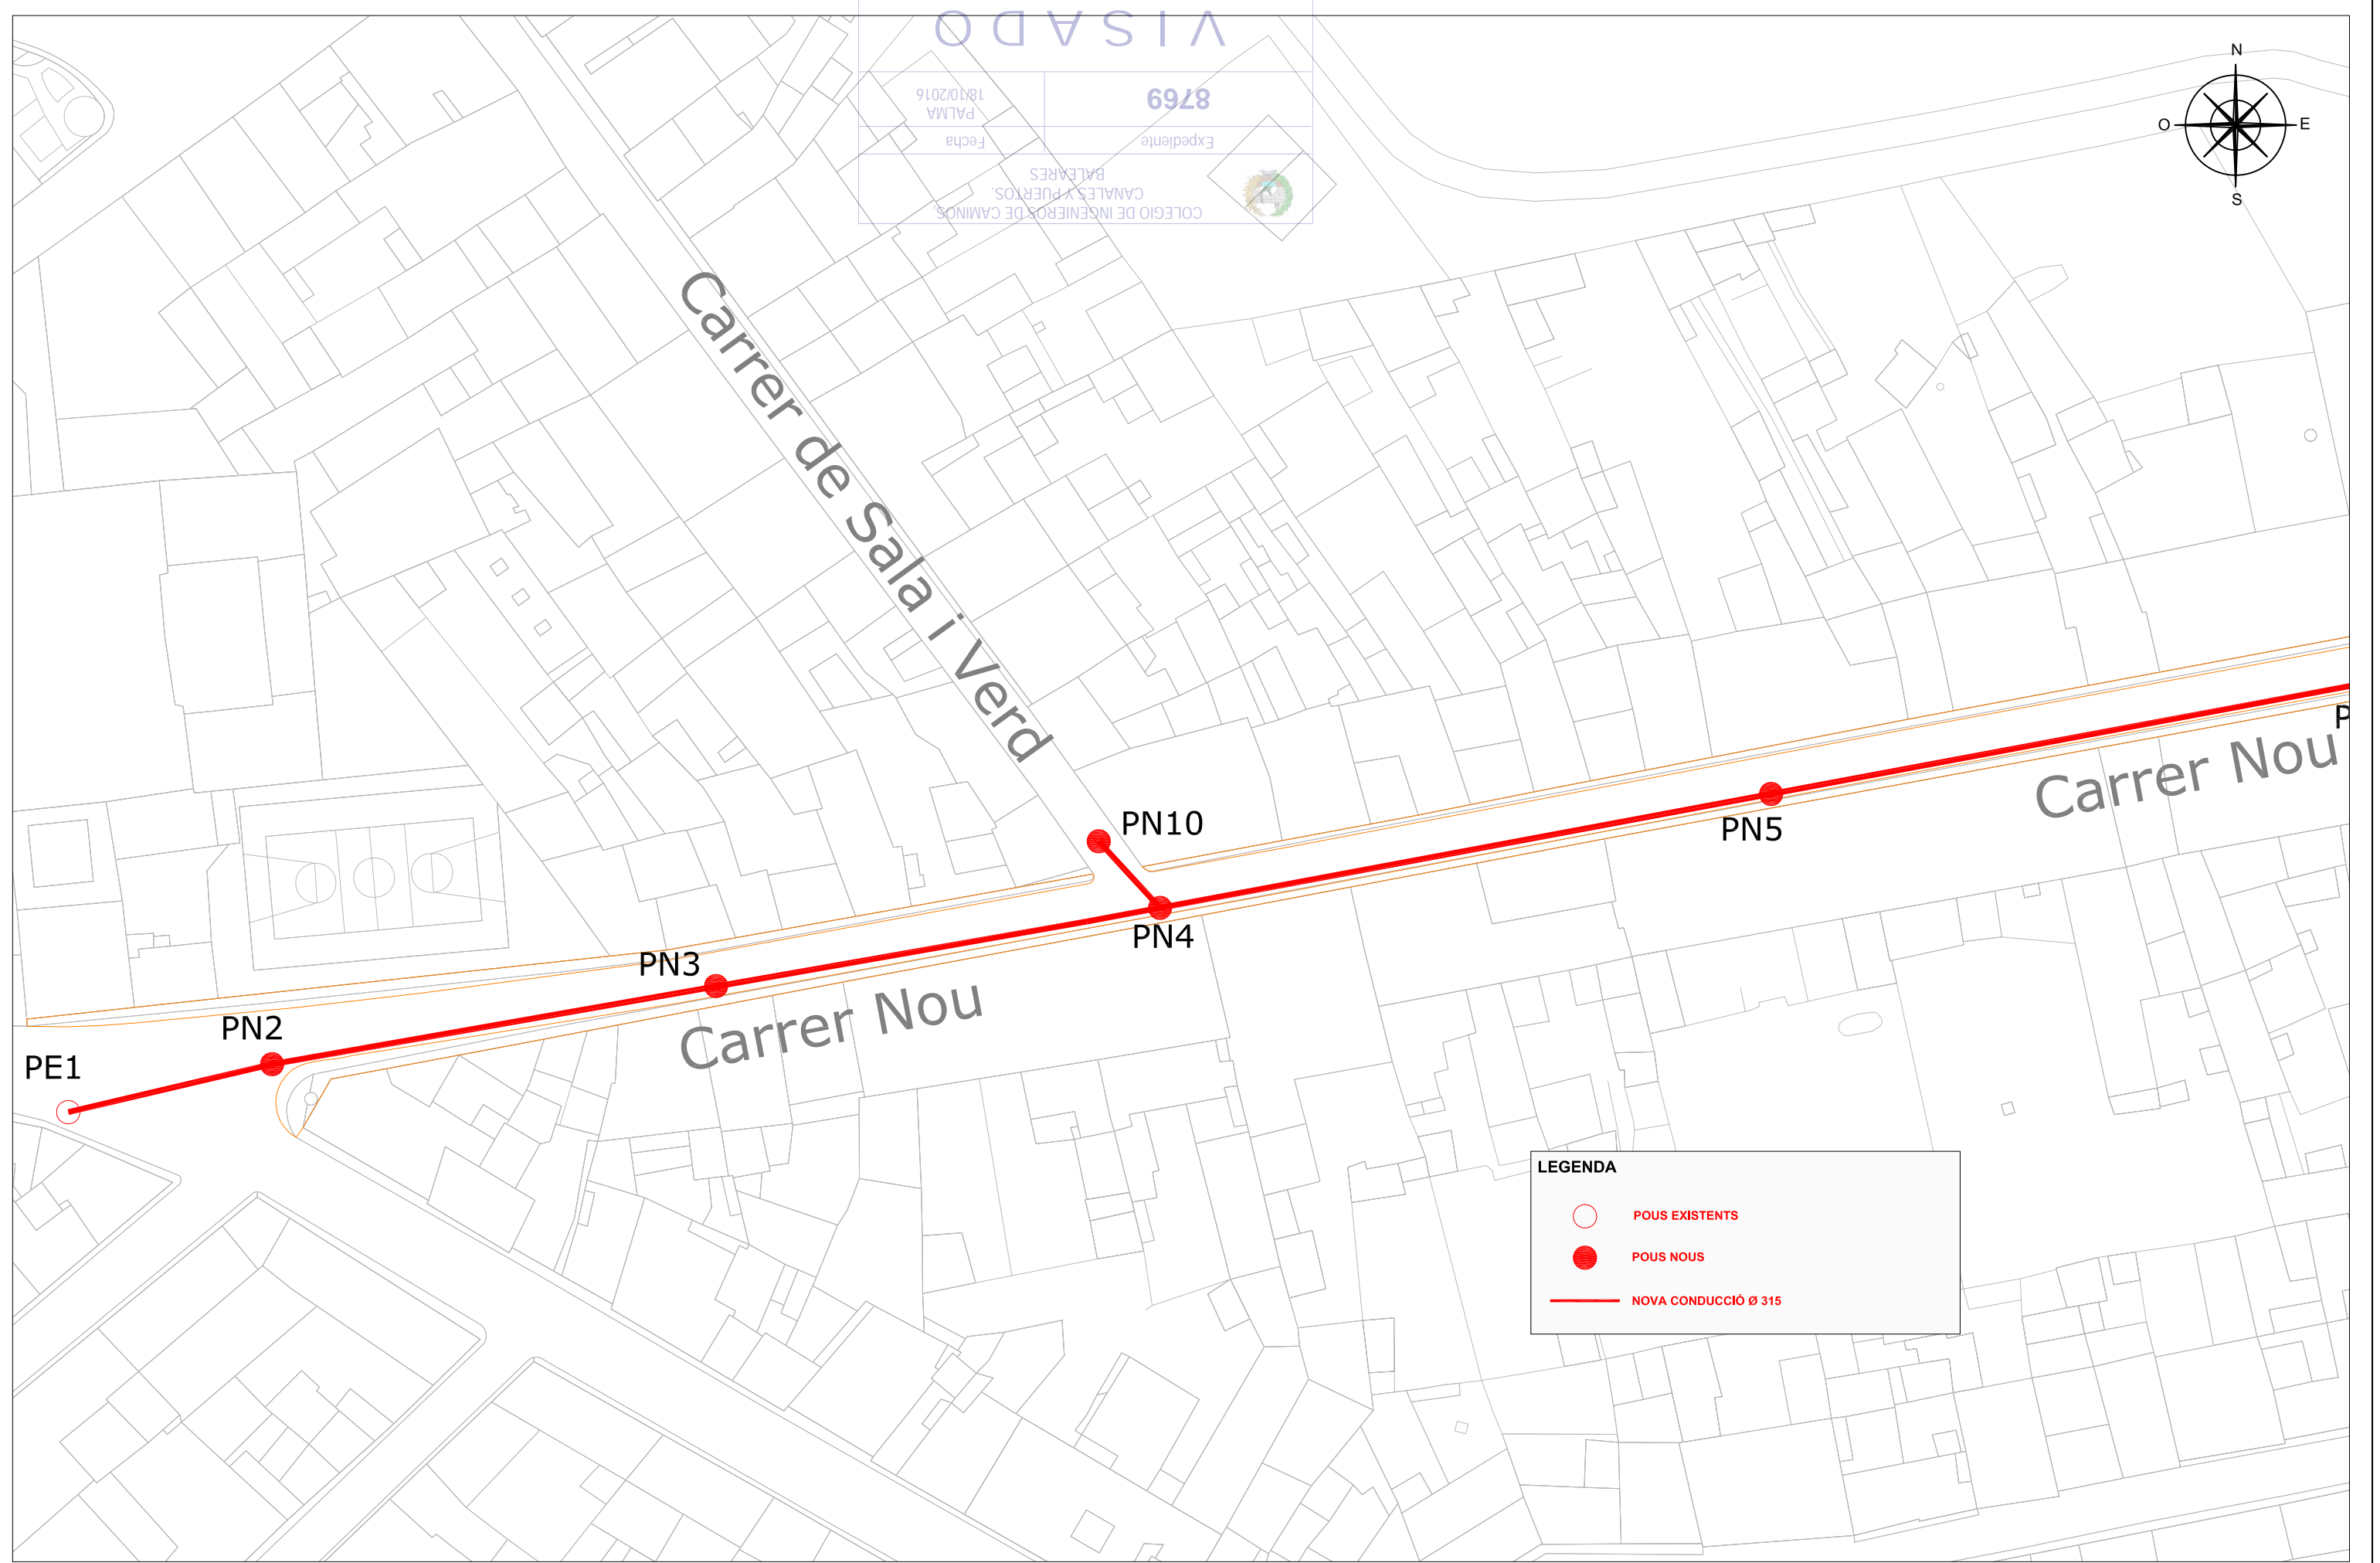 VISADO
Expediente
8769
Fecha
PALMA
18/10/2016
COLEGIO DE INGENIEROS DE CAMINOS
CANALES Y PUERTOS.
BALEARES
N
O
E
S
Carrer de Sala i Verd
PN10
PN5
P
Carrer Nou
PN4
PN3
Carrer Nou
PN2
PE1
LEGENDA
POUS EXISTENTS
POUS NOUS
NOVA CONDUCCIÓ Ø 315